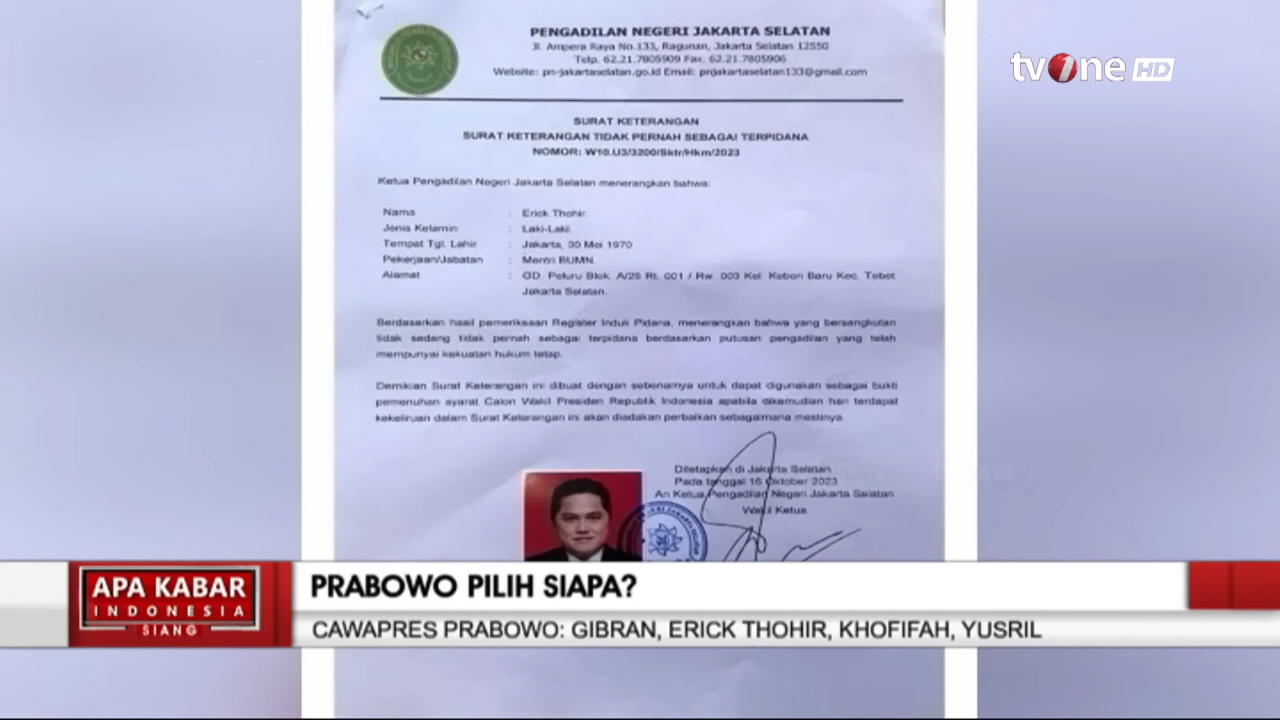 PENGADILAN NEGERI JAKARTA SELATAN
Jl. Ampera Raya No.133, Ragunan, Jakarta Selatan 12550
Telp. 62.21.7805909 Fax. 62.21.7805906
Website: pn-jakartaselatan.go.id Email: pnjakartaselatan133@gmail.com
tvOne HD
SURAT KETERANGAN
SURAT KETERANGAN TIDAK PERNAH SEBAGAI TERPIDANA
NOMOR: W10.U3/3200/Sktr/Hkm/2023
Ketua Pengadilan Negeri Jakarta Selatan menerangkan bahwa:
Nama : Erick Thohir.
Jenis Kelamin : Laki-Laki.
Tempat Tgl. Lahir : Jakarta, 30 Mei 1970
Pekerjaan/Jabatan : Mentri BUMN.
Alamat : GD. Peluru Blok. A/25 Rt. 001 / Rw. 003 Kel. Kebon Baru Kec. Tebet
Jakarta Selatan.
Berdasarkan hasil pemeriksaan Register Induk Pidana, menerangkan bahwa yang bersangkutan
tidak sedang tidak pernah sebagai terpidana berdasarkan putusan pengadilan yang telah
mempunyai kekuatan hukum tetap.
Demikian Surat Keterangan ini dibuat dengan sebenarnya untuk dapat digunakan sebagai bukti
pemenuhan syarat Calon Wakil Presiden Republik Indonesia apabila dikemudian hari terdapat
kekeliruan dalam Surat Keterangan ini akan diadakan perbaikan sebagaimana mestinya.
Ditetapkan di Jakarta Selatan
Pada tanggal 16 Oktober 2023
An Ketua Pengadilan Negeri Jakarta Selatan
Wakil Ketua
APA KABAR
INDONESIA
SIANG
PRABOWO PILIH SIAPA?
CAWAPRES PRABOWO: GIBRAN, ERICK THOHIR, KHOFIFAH, YUSRIL